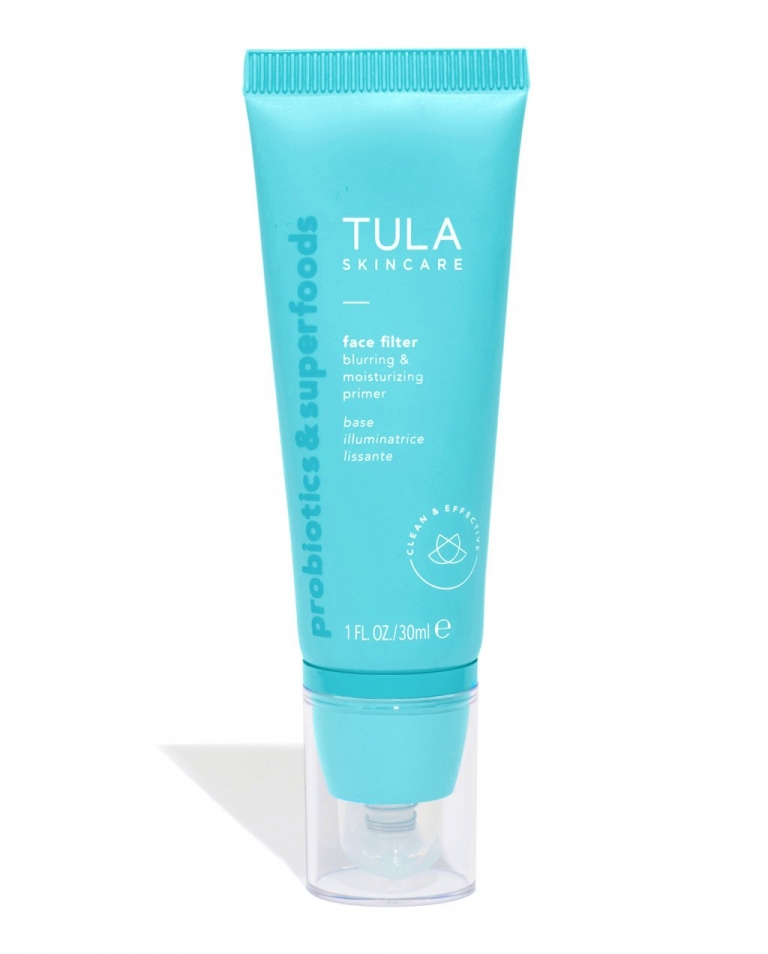 probiotics & superfoods
TULA
SKINCARE
face filter
blurring &
moisturizing
primer
base
illuminatrice
lissante
CLEAN & EFFECTIVE
1 FL. OZ./30ml ℮